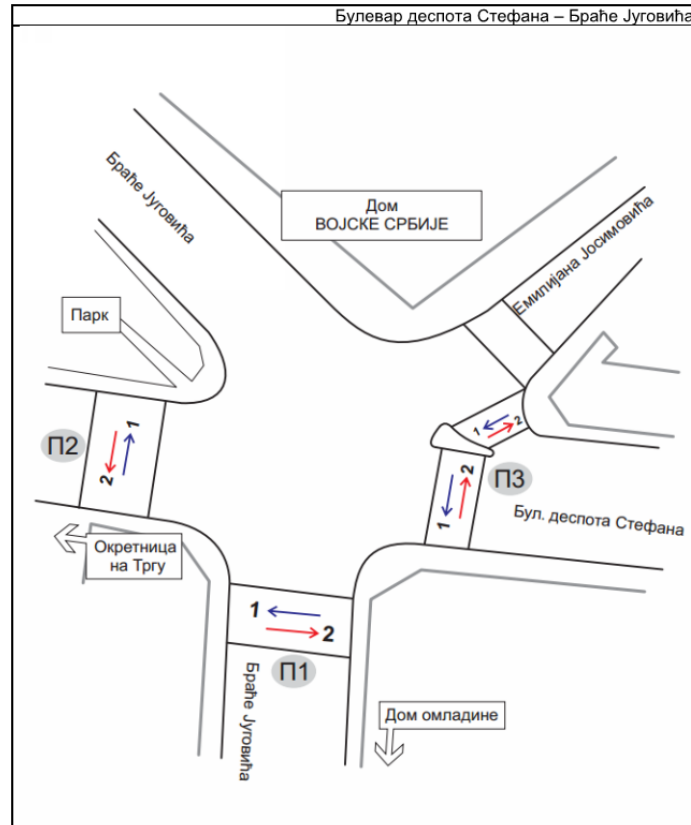 Булевар деспота Стефана – Браће Југовића
Браће Југовића
Дом
ВОЈСКЕ СРБИЈЕ
Емилијана Јосимовића
Парк
1
2
П2
1
2
1
2
П3
Бул. деспота Стефана
Окретница
на Тргу
1
2
П1
Браће Југовића
Дом омладине